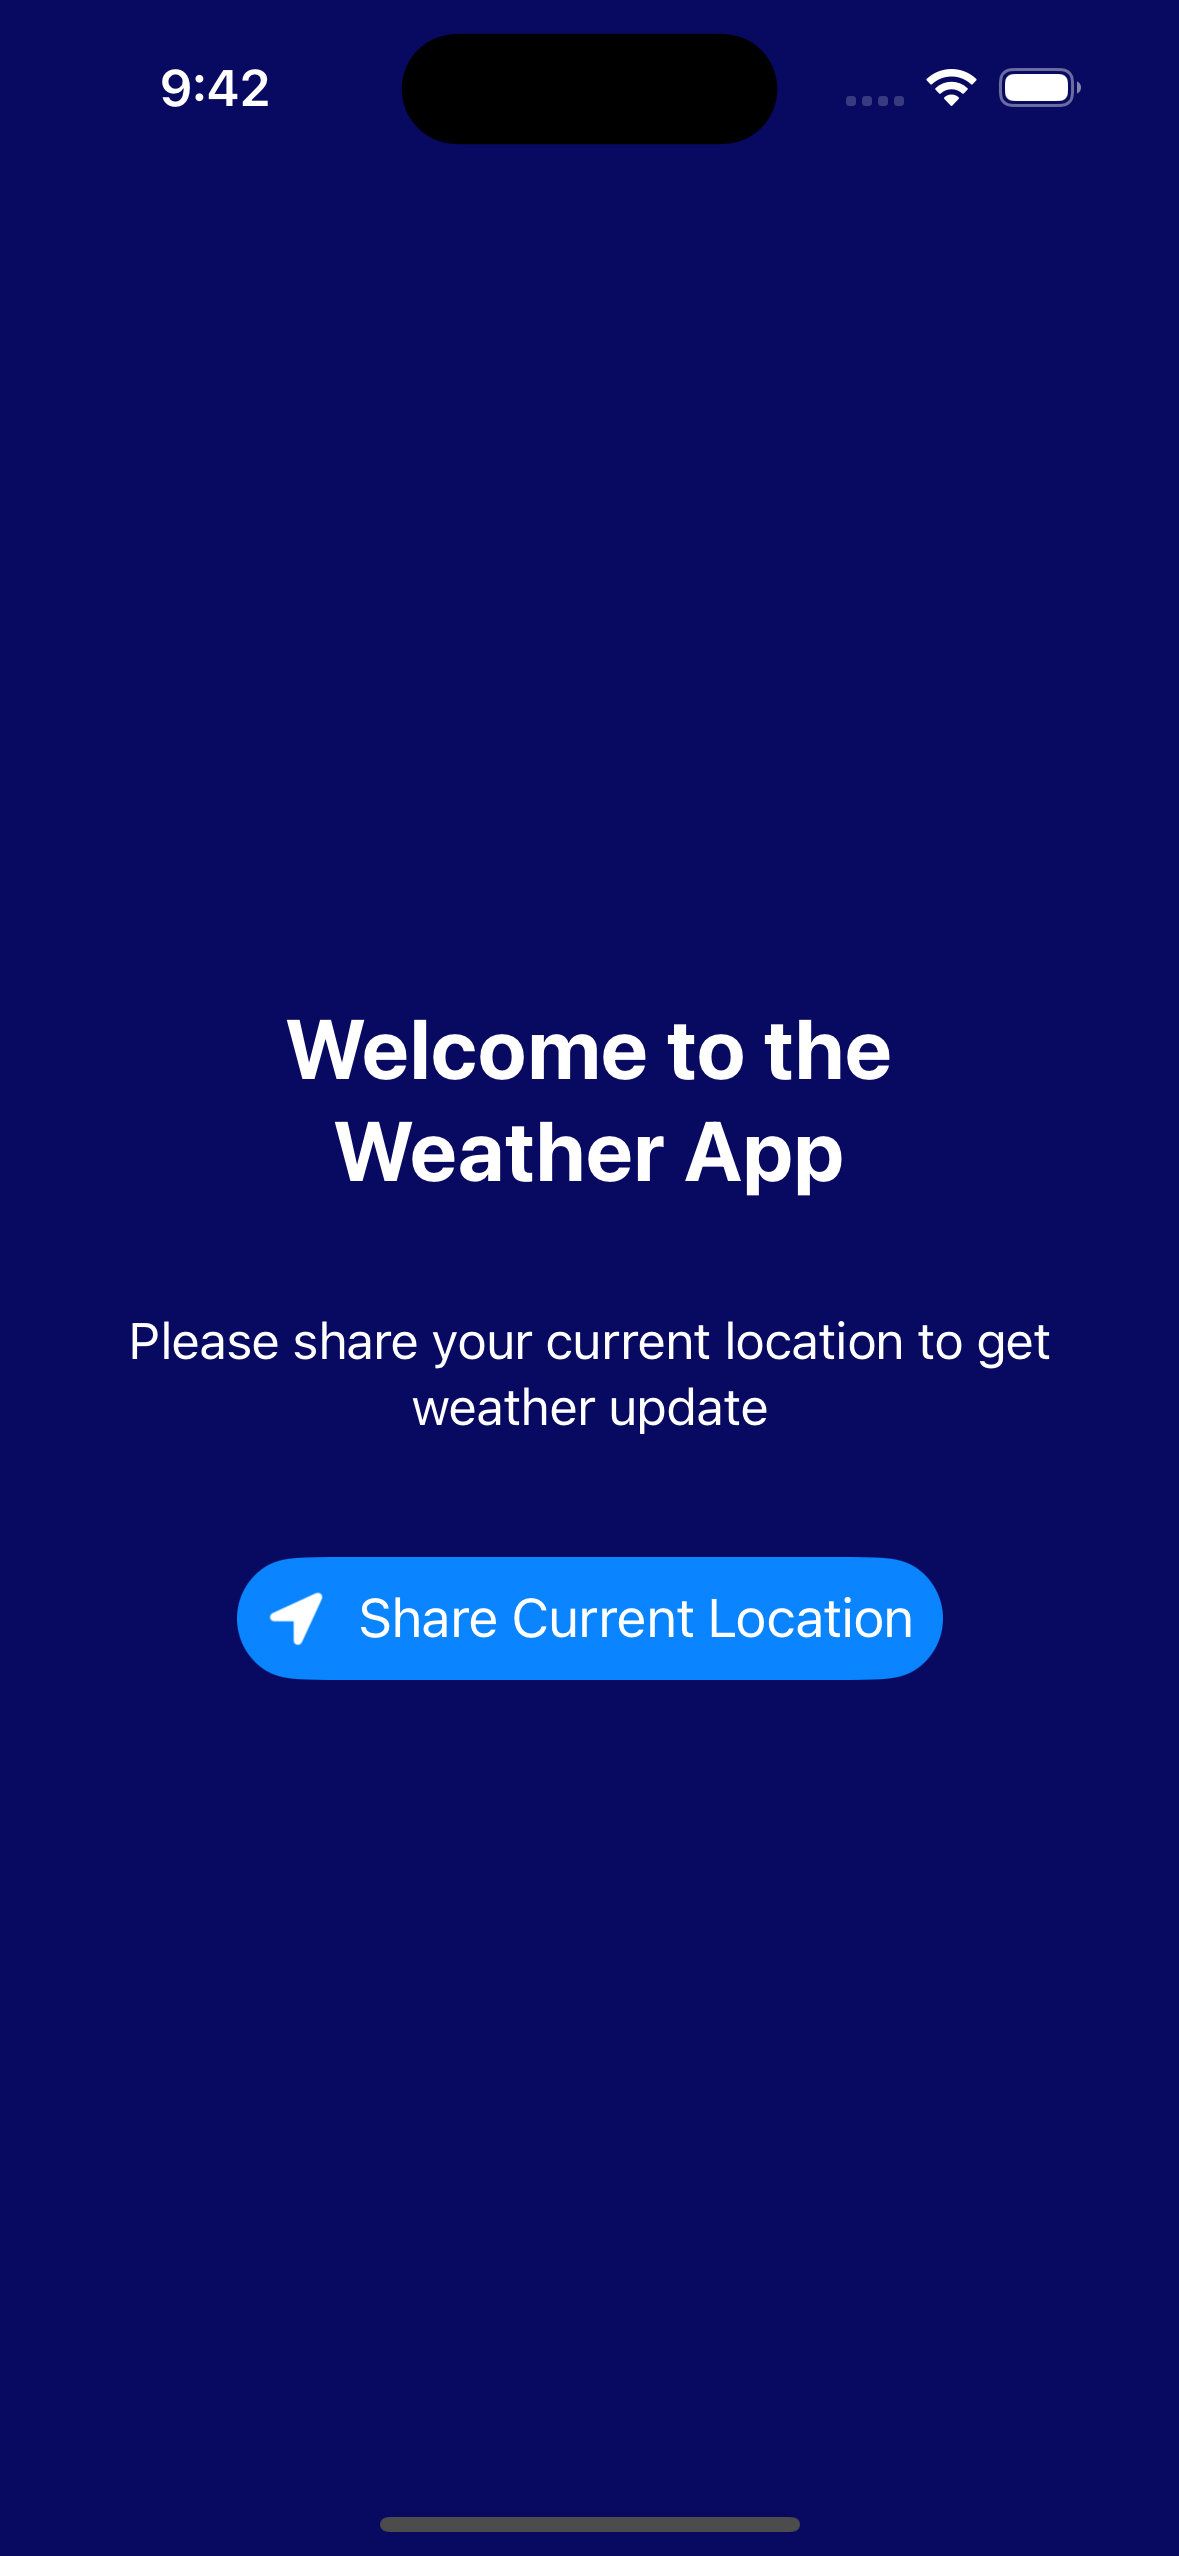 9:42
Welcome to the
Weather App
Please share your current location to get
weather update
Share Current Location